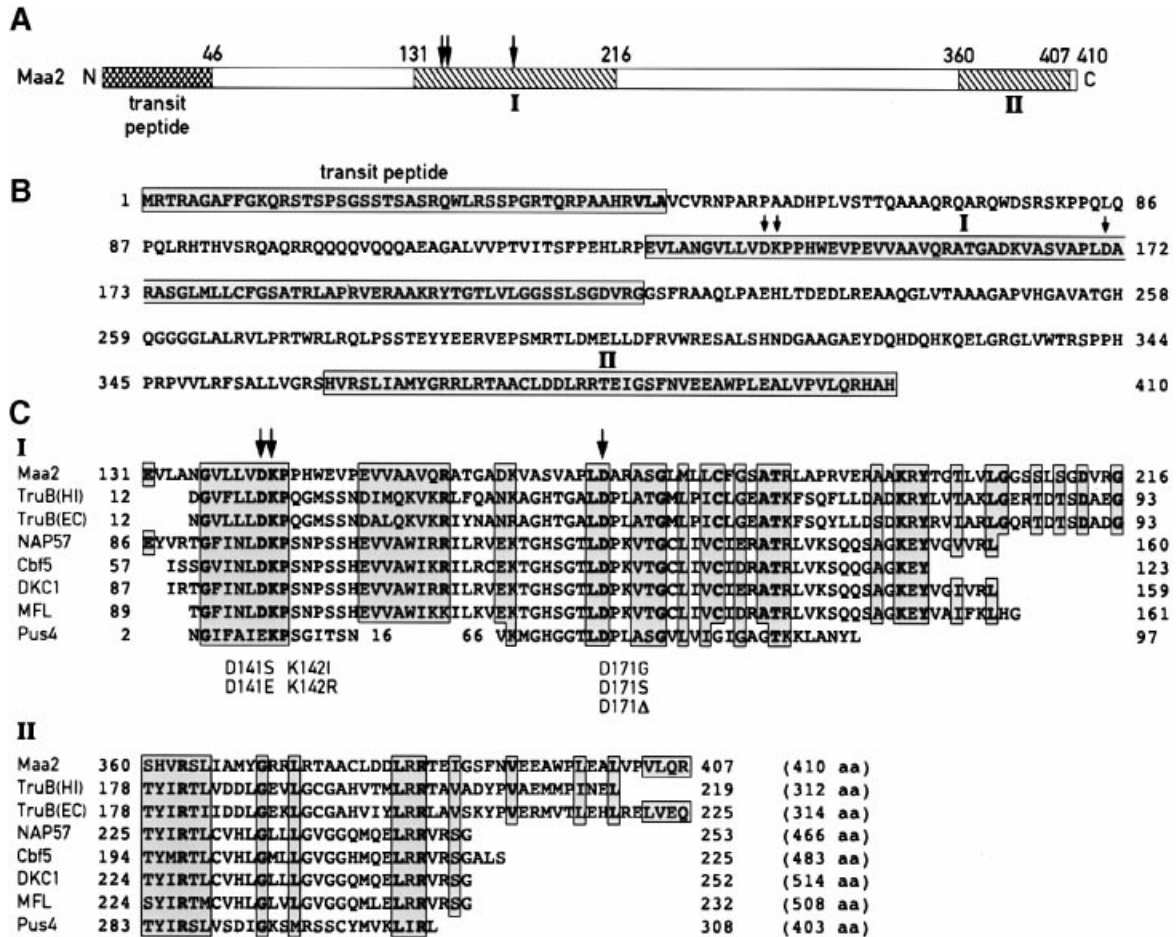 A
46 131 216 360 407 410
Maa2 N C
transit peptide I II
B
transit peptide
1 MRTRAGAFFGKQRSTSPSGSSTSASRQWLRSSPGRTQRPAAHRVLAVCVRNPARPAADHPLVSTTQAAAQRQARQWDSRSKPPQLQ 86
I
87 PQLRHTHVSRQAQRRQQQQVQQQAEAGALVVPTVITSFPEHLRPEVLANGVLLVDKPPHWEVPEVVAAVQRATGADKVASVAPLDA 172
173 RASGLMLLCFGSATRLAPRVERAAKRYTGTLVLGGSSLSGDVRGGSFRAAQLPAEHLTDEDLREAAQGLVTAAAGAPVHGAVATGH 258
259 QGGGGLALRVLPRTWRLRQLPSSTEYYEERVEPSMRTLDMELLDFRVWRESALSHNDGAAGAEYDQHDQHKQELGRGLVWTRSPPH 344
II
345 PRPVVLRFSALLVGRSHVRSLIAMYGRRLRTAACLDDLRRTEIGSFNVEEAWPLEALVPVLQRHAH 410
C
I
Maa2 131 EVLANGVLLVDKPPHWEVPEVVAAVQRATGADKVASVAPLDARASGLMLLCFGSATRLAPRVERAAKRYTGTLVLGGSSLSGDVRG 216
TruB(HI) 12 DGVFLLDKPQGMSSNDIMQKVKRLFQANKAGHTGALDPLATGMLPICLGEATKFSQFLLDADKRYLVTAKLGERTDTSDAEG 93
TruB(EC) 12 NGVLLLDKPQGMSSNDALQKVKRIYNANRAGHTGALDPLATGMLPICLGEATKFSQYLLDSDKRYRVIARLGQRTDTSDADG 93
NAP57 86 EYVRTGFINLDKPSNPSSHEVVAWIRRILRVEKTGHSGTLDPKVTGCLIVCIERATRLVKSQQSAGKEYVGVVRL 160
Cbf5 57 ISSGVINLDKPSNPSSHEVVAWIKRILRCEKTGHSGTLDPKVTGCLIVCIDRATRLVKSQQGAGKEY 123
DKC1 87 IRTGFINLDKPSNPSSHEVVAWIRRILRVEKTGHSGTLDPKVTGCLIVCIERATRLVKSQQSAGKEYVGIVRL 159
MFL 89 TGFINLDKPSNPSSHEVVAWIKKILKVEKTGHSGTLDPKVTGCLIVCIDRATRLVKSQQSAGKEYVAIFKLHG 161
Pus4 2 NGIFAIEKPSGITSN 16 66 VKMGHGGTLDPLASGVLVIGIGAGTKKLANYL 97
D141S K142I D171G
D141E K142R D171S
D171Δ
II
Maa2 360 SHVRSLIAMYGRRLRTAACLDDLRRTEIGSFNVEEAWPLEALVPVLQR 407 (410 aa)
TruB(HI) 178 TYIRTLVDDLGEVLGCGAHVTMLRRTAVADYPVAEMMPINEL 219 (312 aa)
TruB(EC) 178 TYIRTIIDDLGEKLGCGAHVIYLRRLAVSKYPVERMVTLEHLRELVEQ 225 (314 aa)
NAP57 225 TYIRTLCVHLGLLLGVGGQMQELRRVRSG 253 (466 aa)
Cbf5 194 TYMRTLCVHLGMLLGVGGHMQELRRVRSGALS 225 (483 aa)
DKC1 224 TYIRTLCVHLGLLLGVGGQMQELRRVRSG 252 (514 aa)
MFL 224 SYIRTMCVHLGLVLGVGGQMLELRRVRSG 232 (508 aa)
Pus4 283 TYIRSLVSDIGKSMRSSCYMVKLIRL 308 (403 aa)